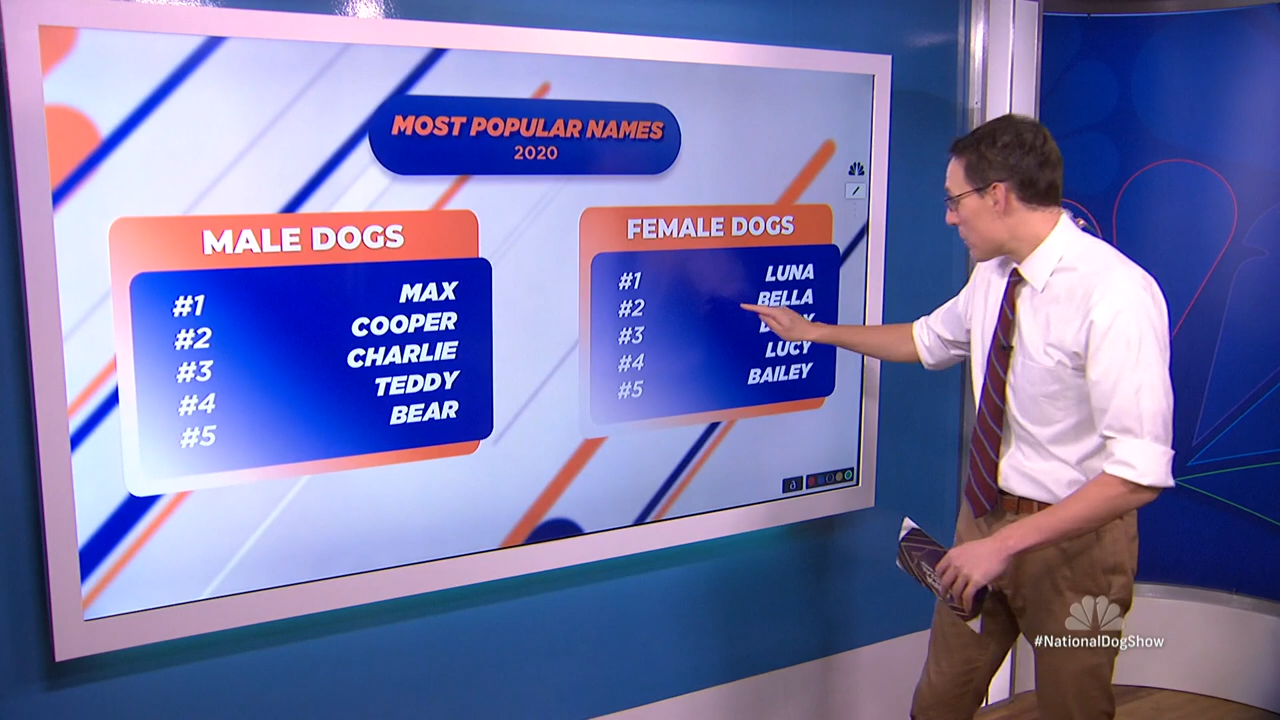 MOST POPULAR NAMES
2020
MALE DOGS
#1 MAX
#2 COOPER
#3 CHARLIE
#4 TEDDY
#5 BEAR
FEMALE DOGS
#1 LUNA
#2 BELLA
#3
#4 LUCY
#5 BAILEY
#NationalDogShow